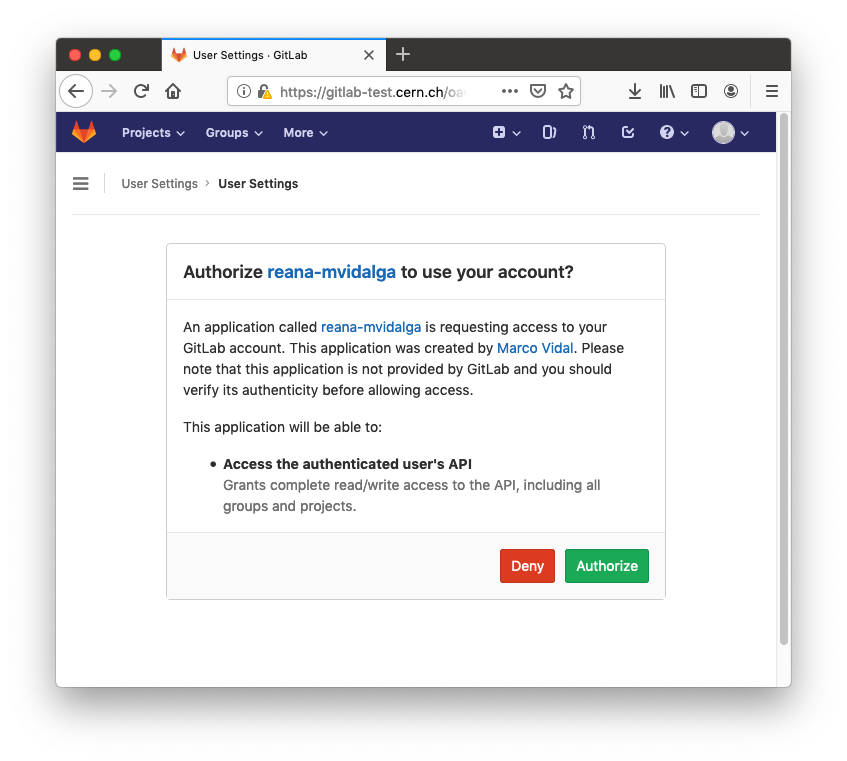 User Settings · GitLab
https://gitlab-test.cern.ch/oa
Projects Groups More
User Settings › User Settings
Authorize reana-mvidalga to use your account?
An application called reana-mvidalga is requesting access to your
GitLab account. This application was created by Marco Vidal. Please
note that this application is not provided by GitLab and you should
verify its authenticity before allowing access.
This application will be able to:
• Access the authenticated user's API
Grants complete read/write access to the API, including all
groups and projects.
Deny Authorize